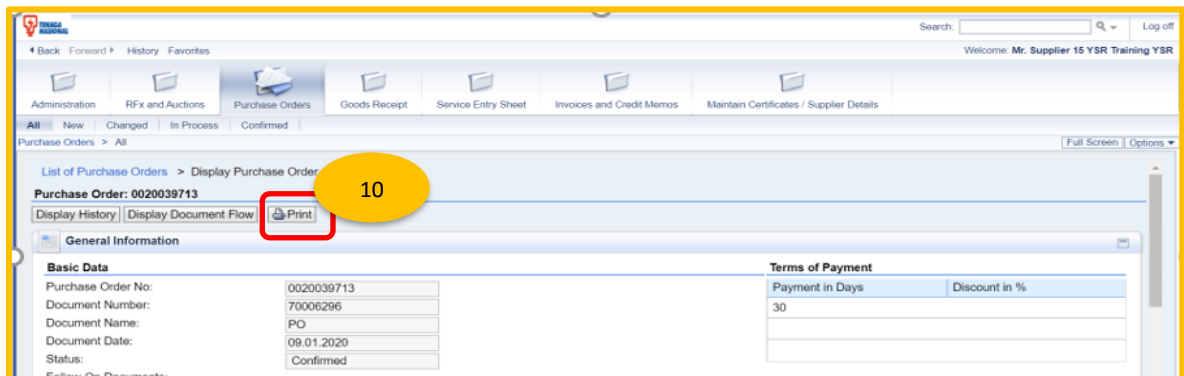 TENAGA NASIONAL
Search:
Log off
Back Forward History Favorites
Welcome: Mr. Supplier 15 YSR Training YSR
Administration RFx and Auctions Purchase Orders Goods Receipt Service Entry Sheet Invoices and Credit Memos Maintain Certificates / Supplier Details
All New Changed In Process Confirmed
Purchase Orders > All
Full Screen Options
List of Purchase Orders > Display Purchase Order
10
Purchase Order: 0020039713
Display History Display Document Flow Print
General Information
Basic Data
Terms of Payment
Purchase Order No: 0020039713
Payment in Days Discount in %
Document Number: 70006296
30
Document Name: PO
Document Date: 09.01.2020
Status: Confirmed
Follow-On Documents: